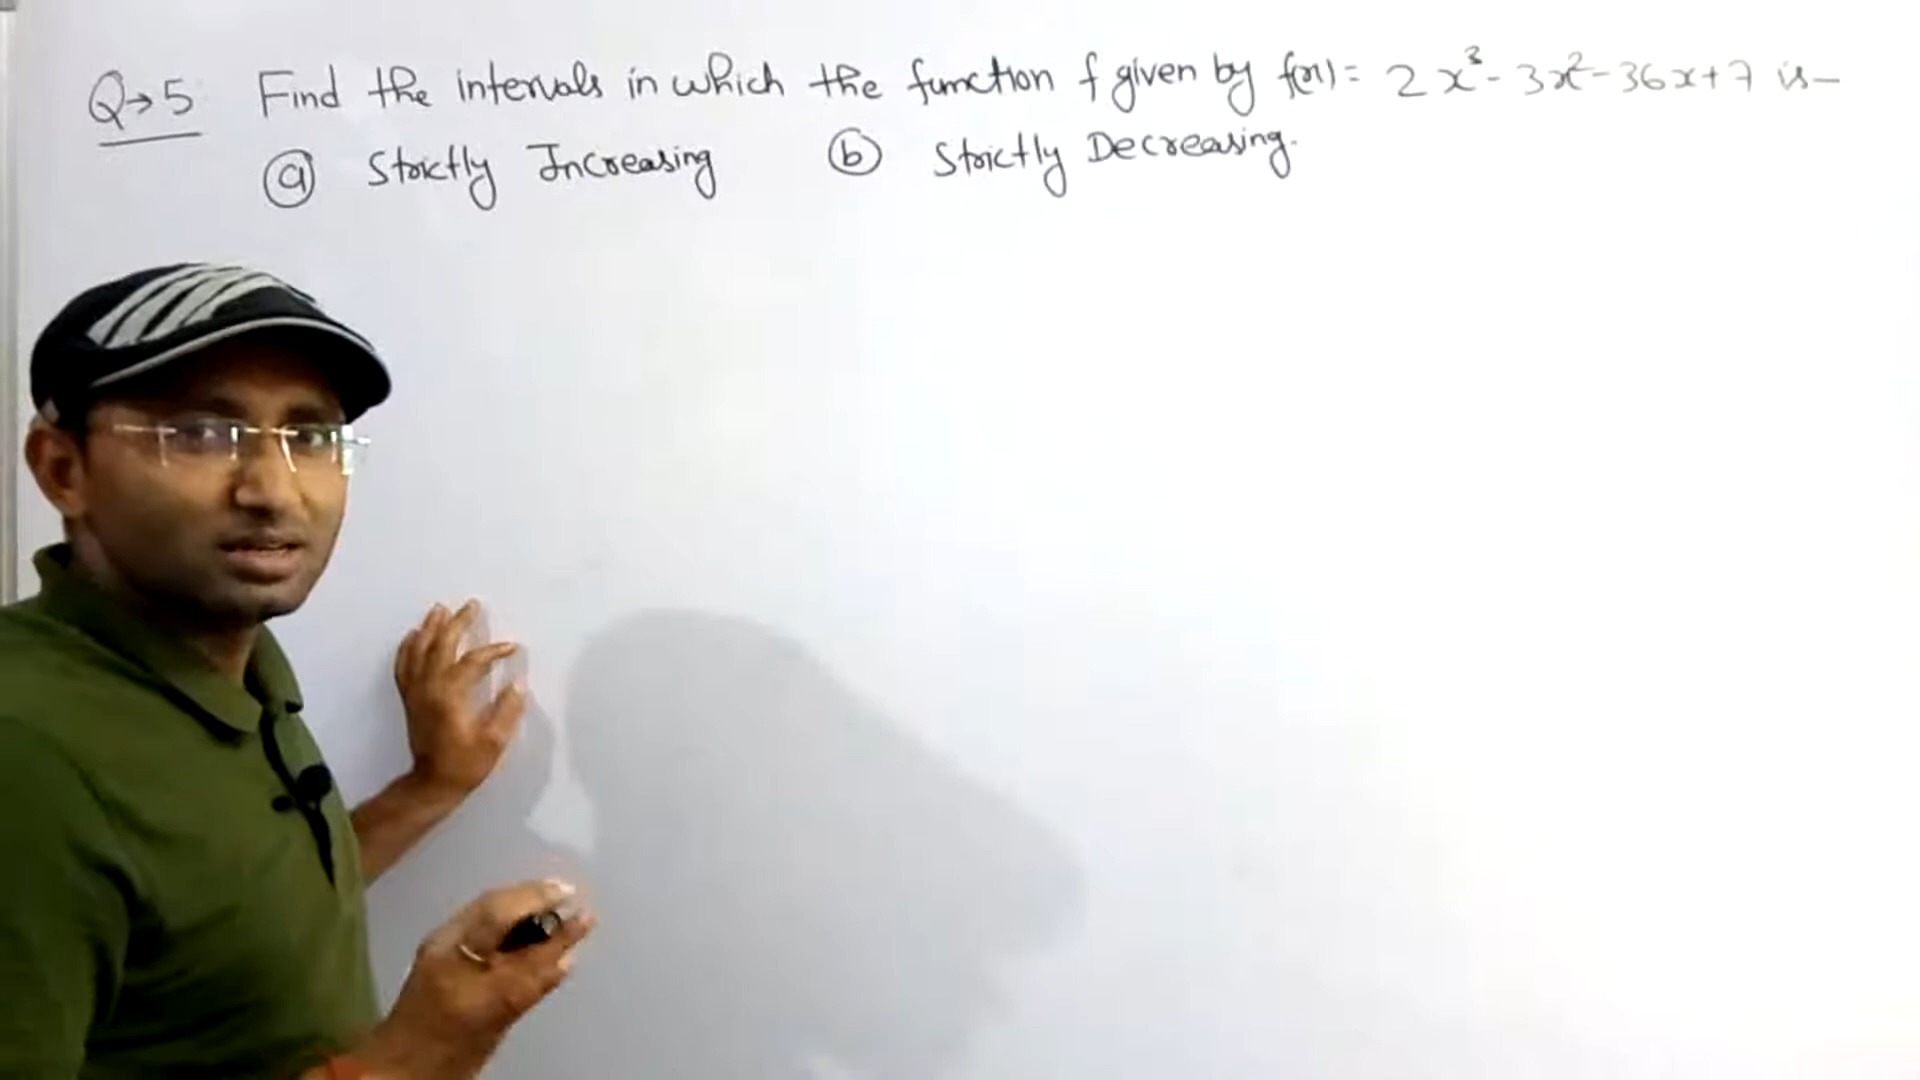 Q→5 Find the intervals in which the function f given by f(x) = 2x³ - 3x² - 36x + 7 is —
(a) Strictly Increasing (b) Strictly Decreasing.